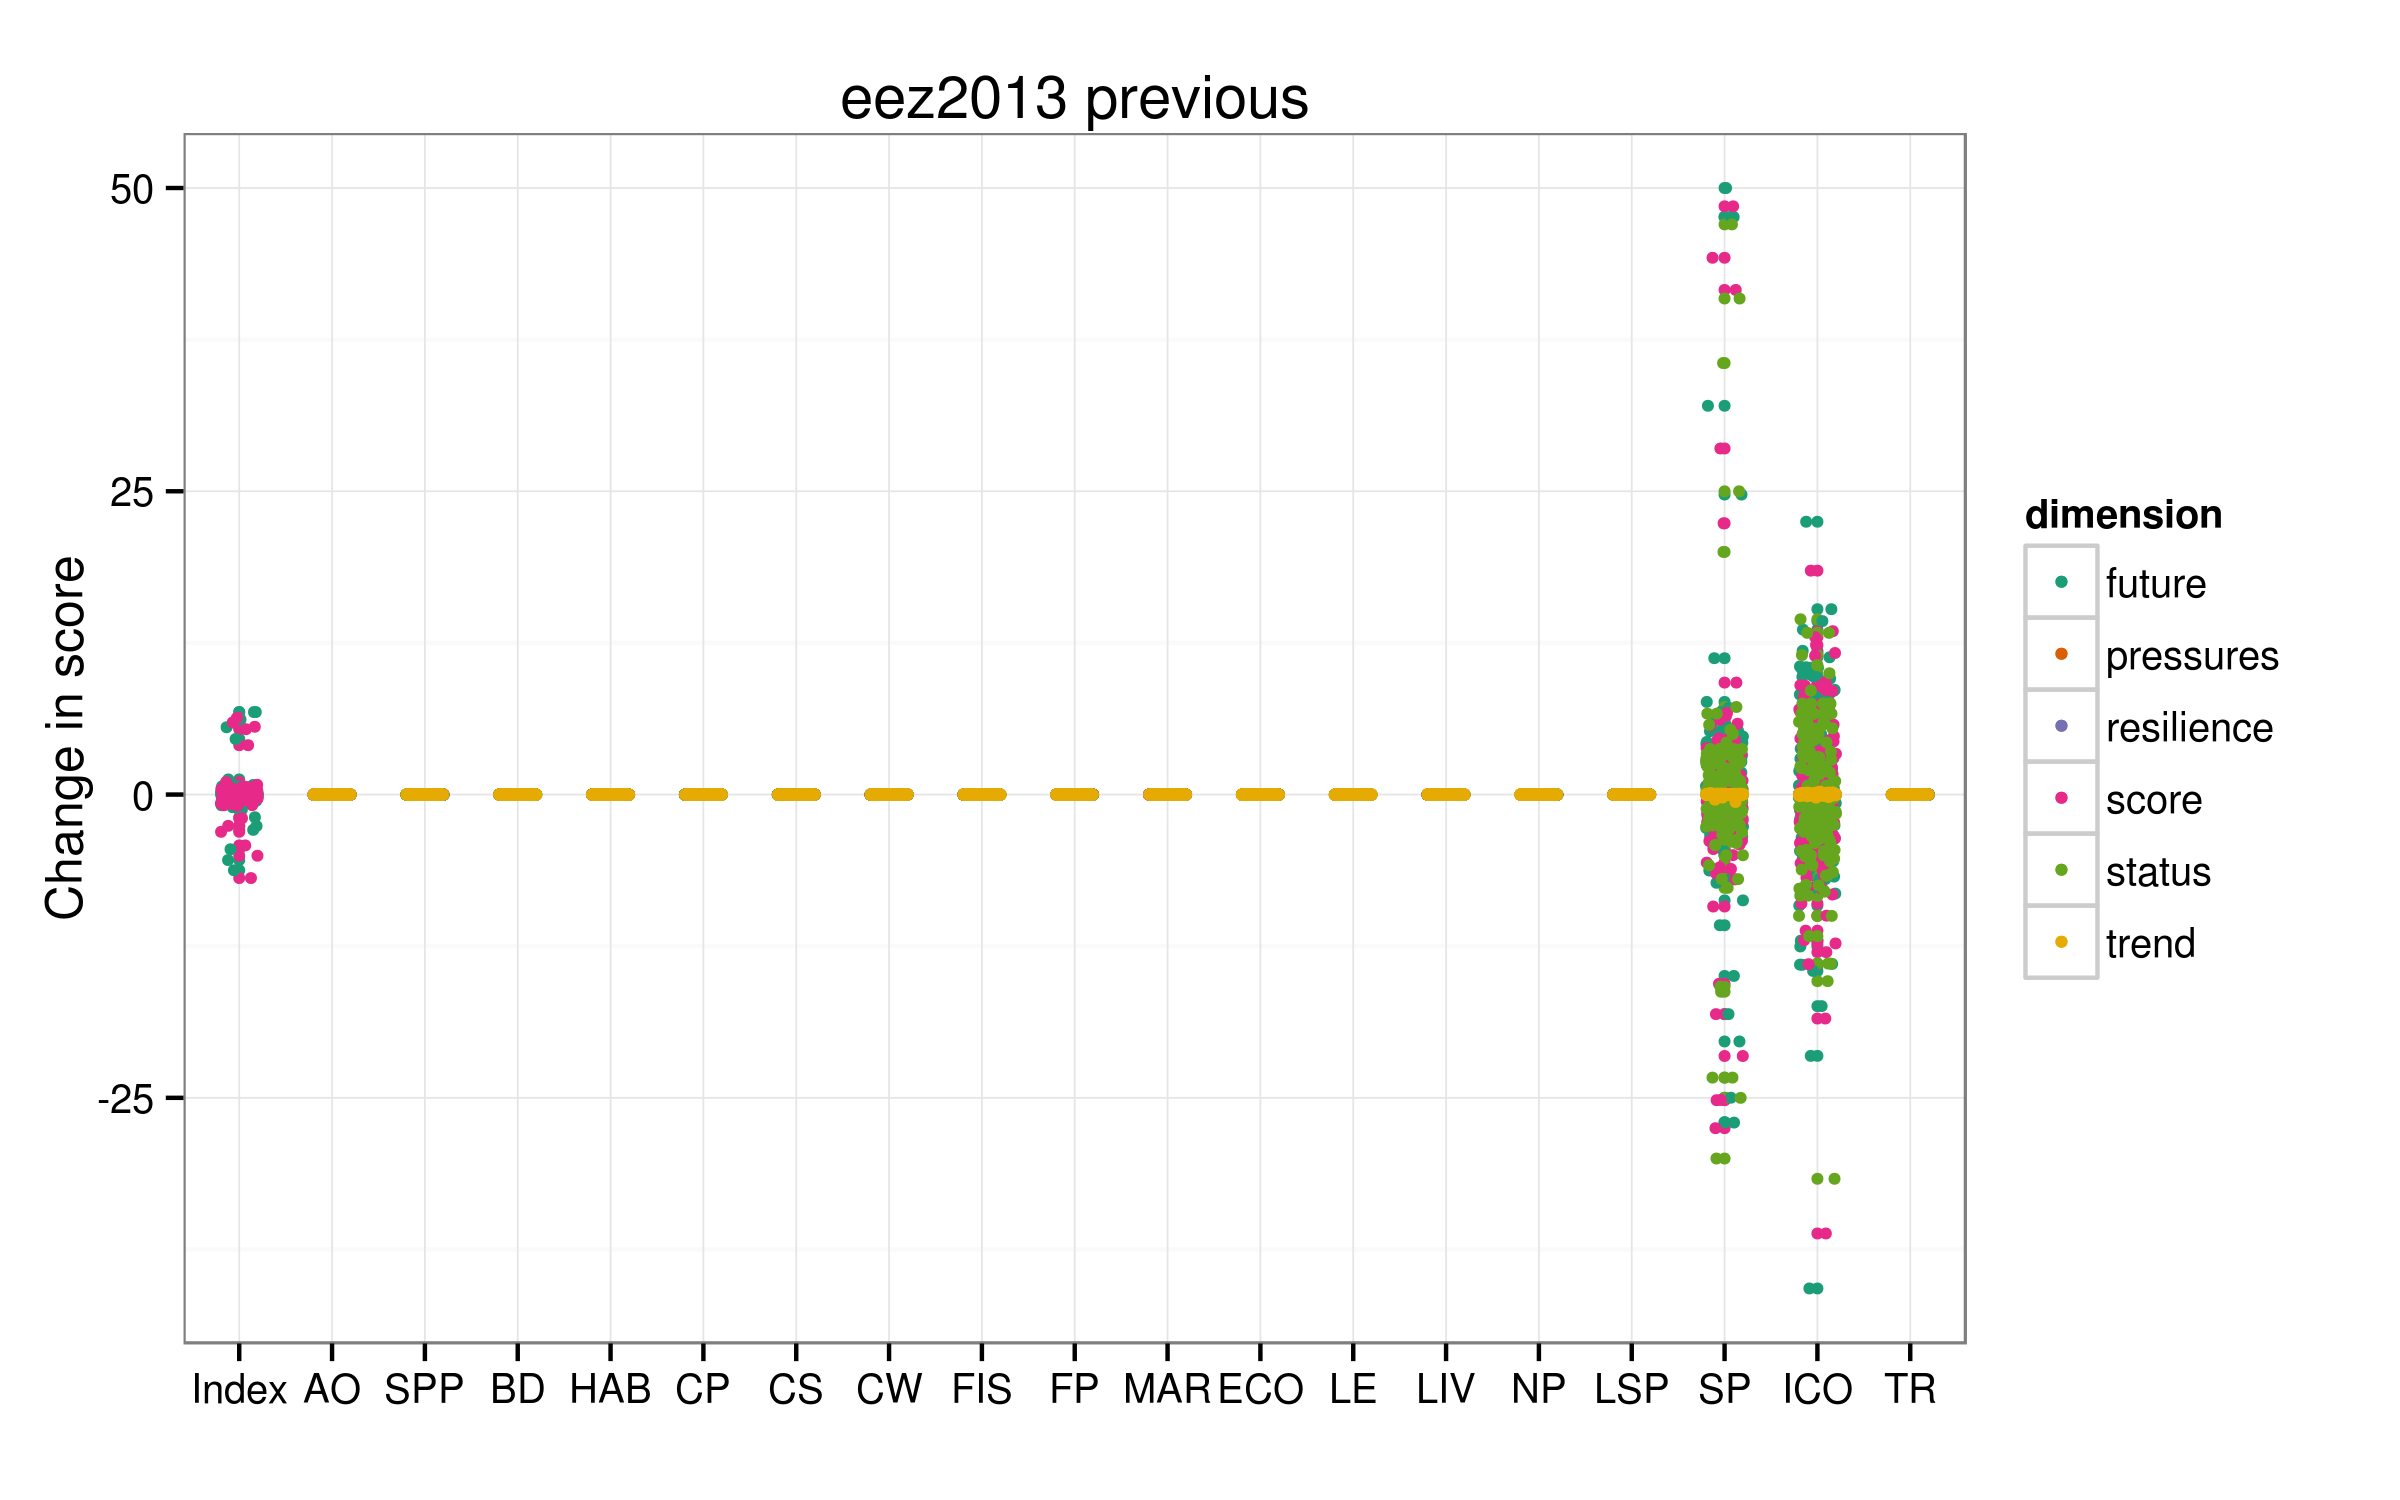 eez2013 previous
50
25
0
-25
Change in score
Index AO SPP BD HAB CP CS CW FIS FP MAR ECO LE LIV NP LSP SP ICO TR
dimension
future
pressures
resilience
score
status
trend